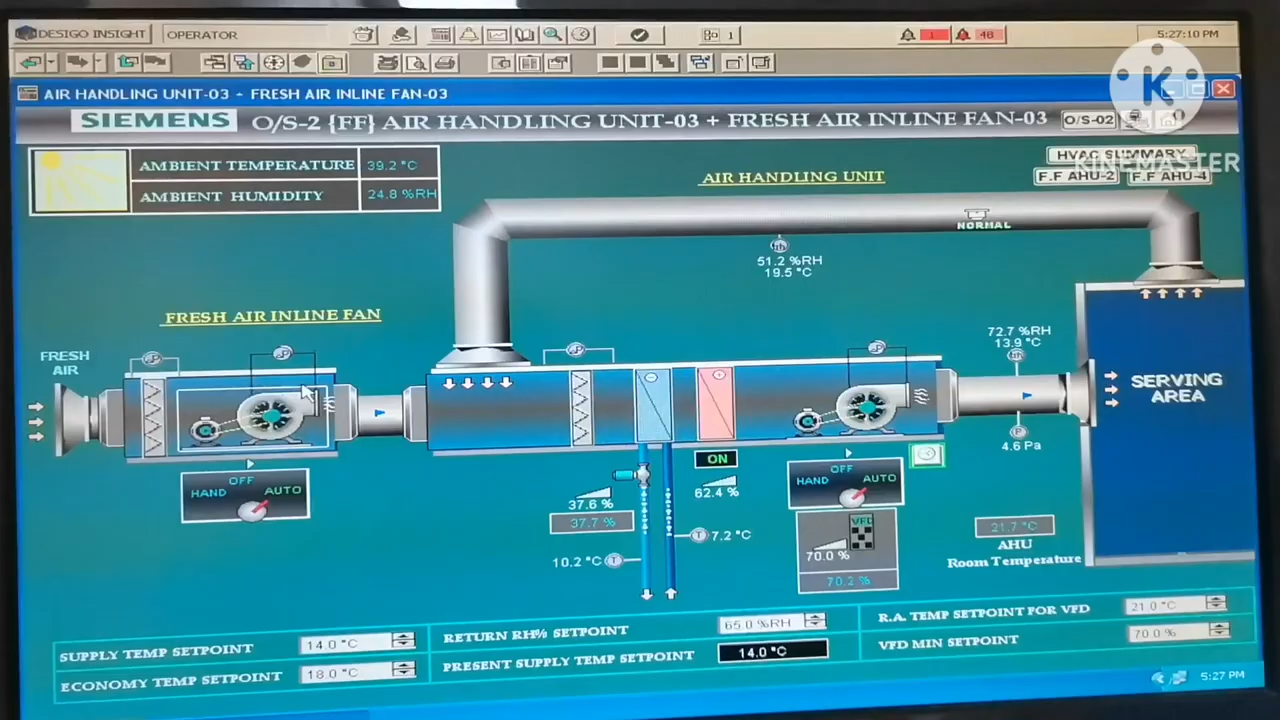 DESIGO INSIGHT
OPERATOR
1
1
48
5:27:10 PM
AIR HANDLING UNIT-03 - FRESH AIR INLINE FAN-03
SIEMENS
O/S-2 {FF} AIR HANDLING UNIT-03 + FRESH AIR INLINE FAN-03
O/S-02
K
KINEMASTER
HVAC SUMMARY
F.F AHU-2
F.F AHU-4
AMBIENT TEMPERATURE
39.2 °C
AMBIENT HUMIDITY
24.8 %RH
AIR HANDLING UNIT
NORMAL
51.2 %RH
19.5 °C
FRESH AIR INLINE FAN
FRESH
AIR
72.7 %RH
13.9 °C
SERVING
AREA
4.6 Pa
ON
OFF
HAND
AUTO
OFF
HAND
AUTO
37.6 %
37.7 %
62.4 %
VFD
70.0 %
70.2 %
7.2 °C
10.2 °C
21.7 °C
AHU
Room Temperature
SUPPLY TEMP SETPOINT
14.0 °C
ECONOMY TEMP SETPOINT
18.0 °C
RETURN RH% SETPOINT
65.0 %RH
PRESENT SUPPLY TEMP SETPOINT
14.0 °C
R.A. TEMP SETPOINT FOR VFD
21.0 °C
VFD MIN SETPOINT
70.0 %
5:27 PM